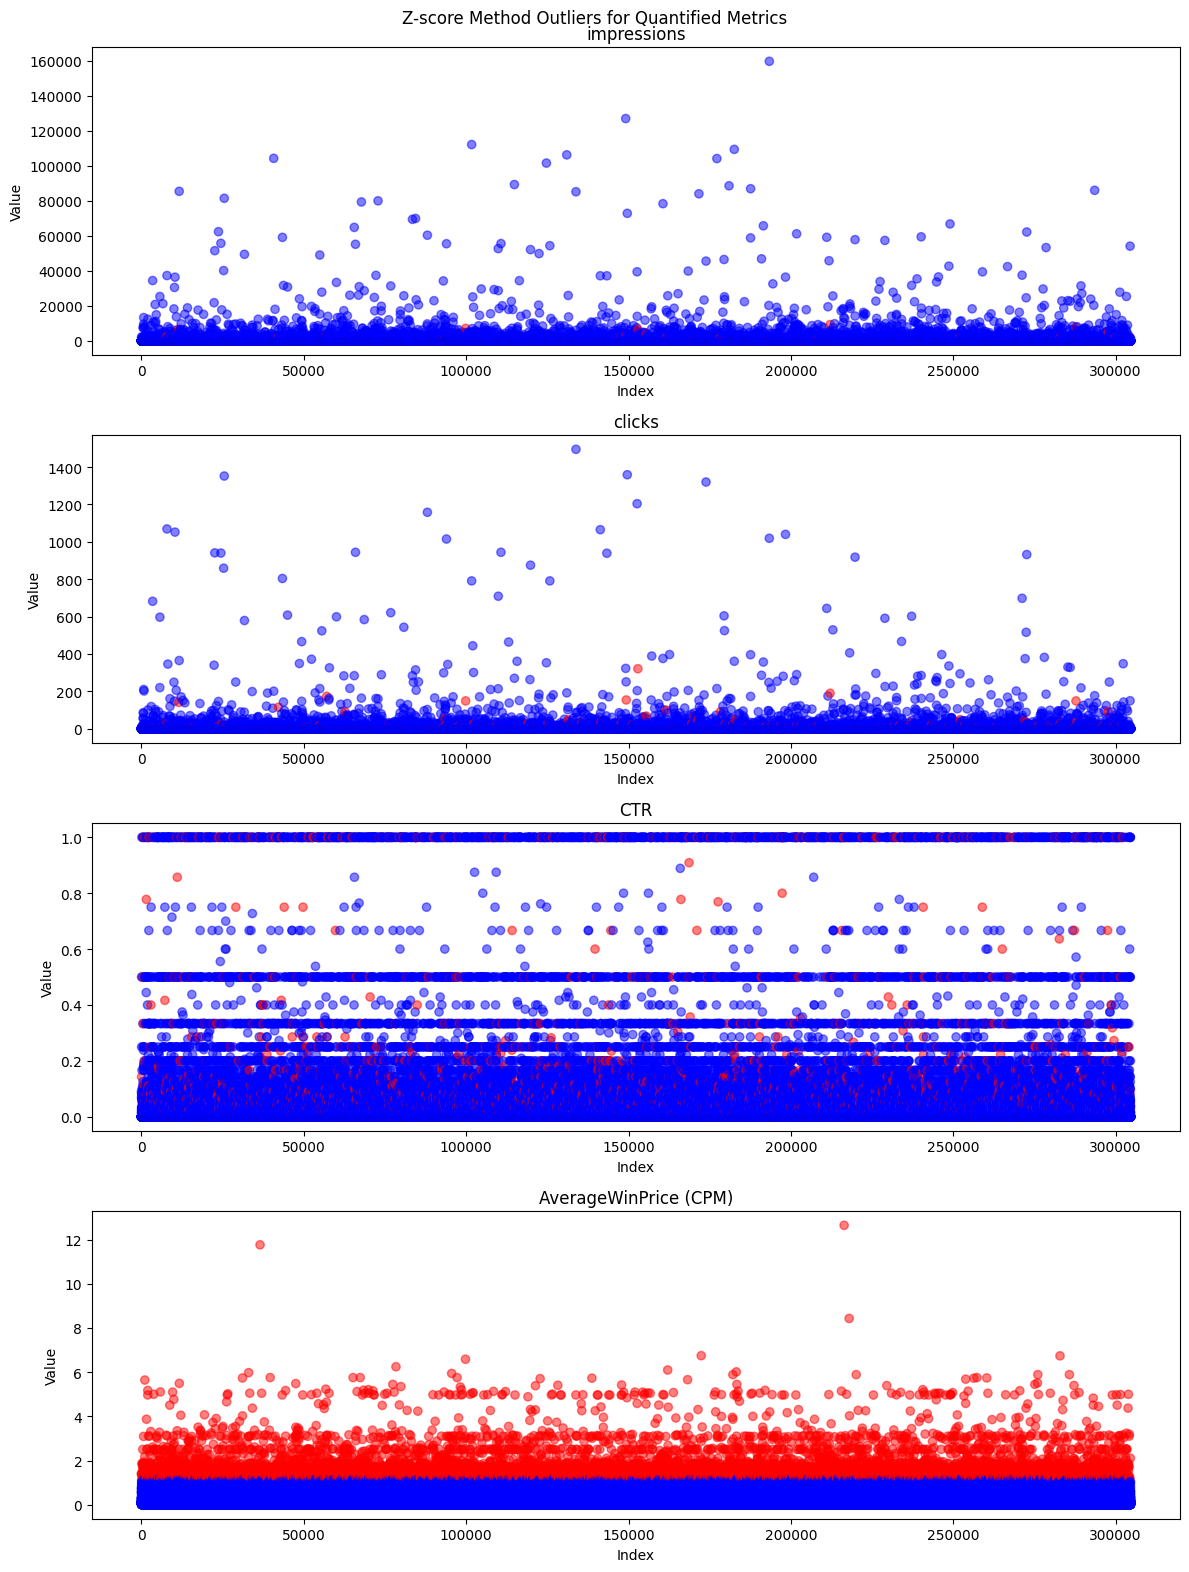 Z-score Method Outliers for Quantified Metrics
impressions
160000
140000
120000
100000
80000
60000
40000
20000
0
Value
0 50000 100000 150000 200000 250000 300000
Index
clicks
1400
1200
1000
800
600
400
200
0
Value
0 50000 100000 150000 200000 250000 300000
Index
CTR
1.0
0.8
0.6
0.4
0.2
0.0
Value
0 50000 100000 150000 200000 250000 300000
Index
AverageWinPrice (CPM)
12
10
8
6
4
2
0
Value
0 50000 100000 150000 200000 250000 300000
Index